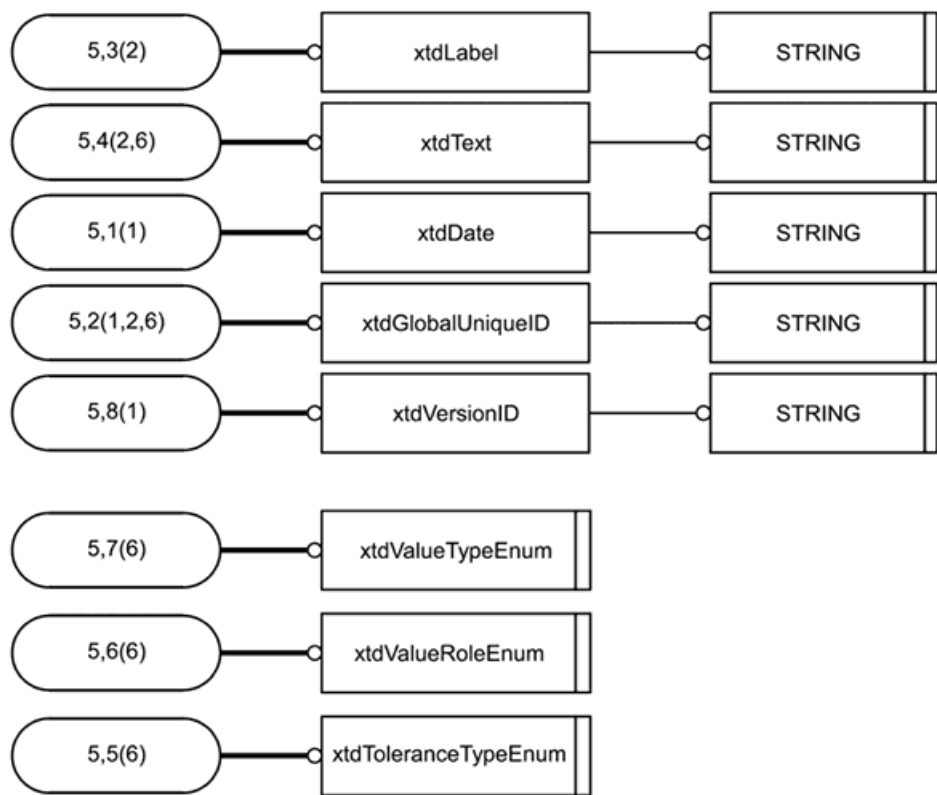 5,3(2) xtdLabel STRING
5,4(2,6) xtdText STRING
5,1(1) xtdDate STRING
5,2(1,2,6) xtdGlobalUniqueID STRING
5,8(1) xtdVersionID STRING
5,7(6) xtdValueTypeEnum
5,6(6) xtdValueRoleEnum
5,5(6) xtdToleranceTypeEnum